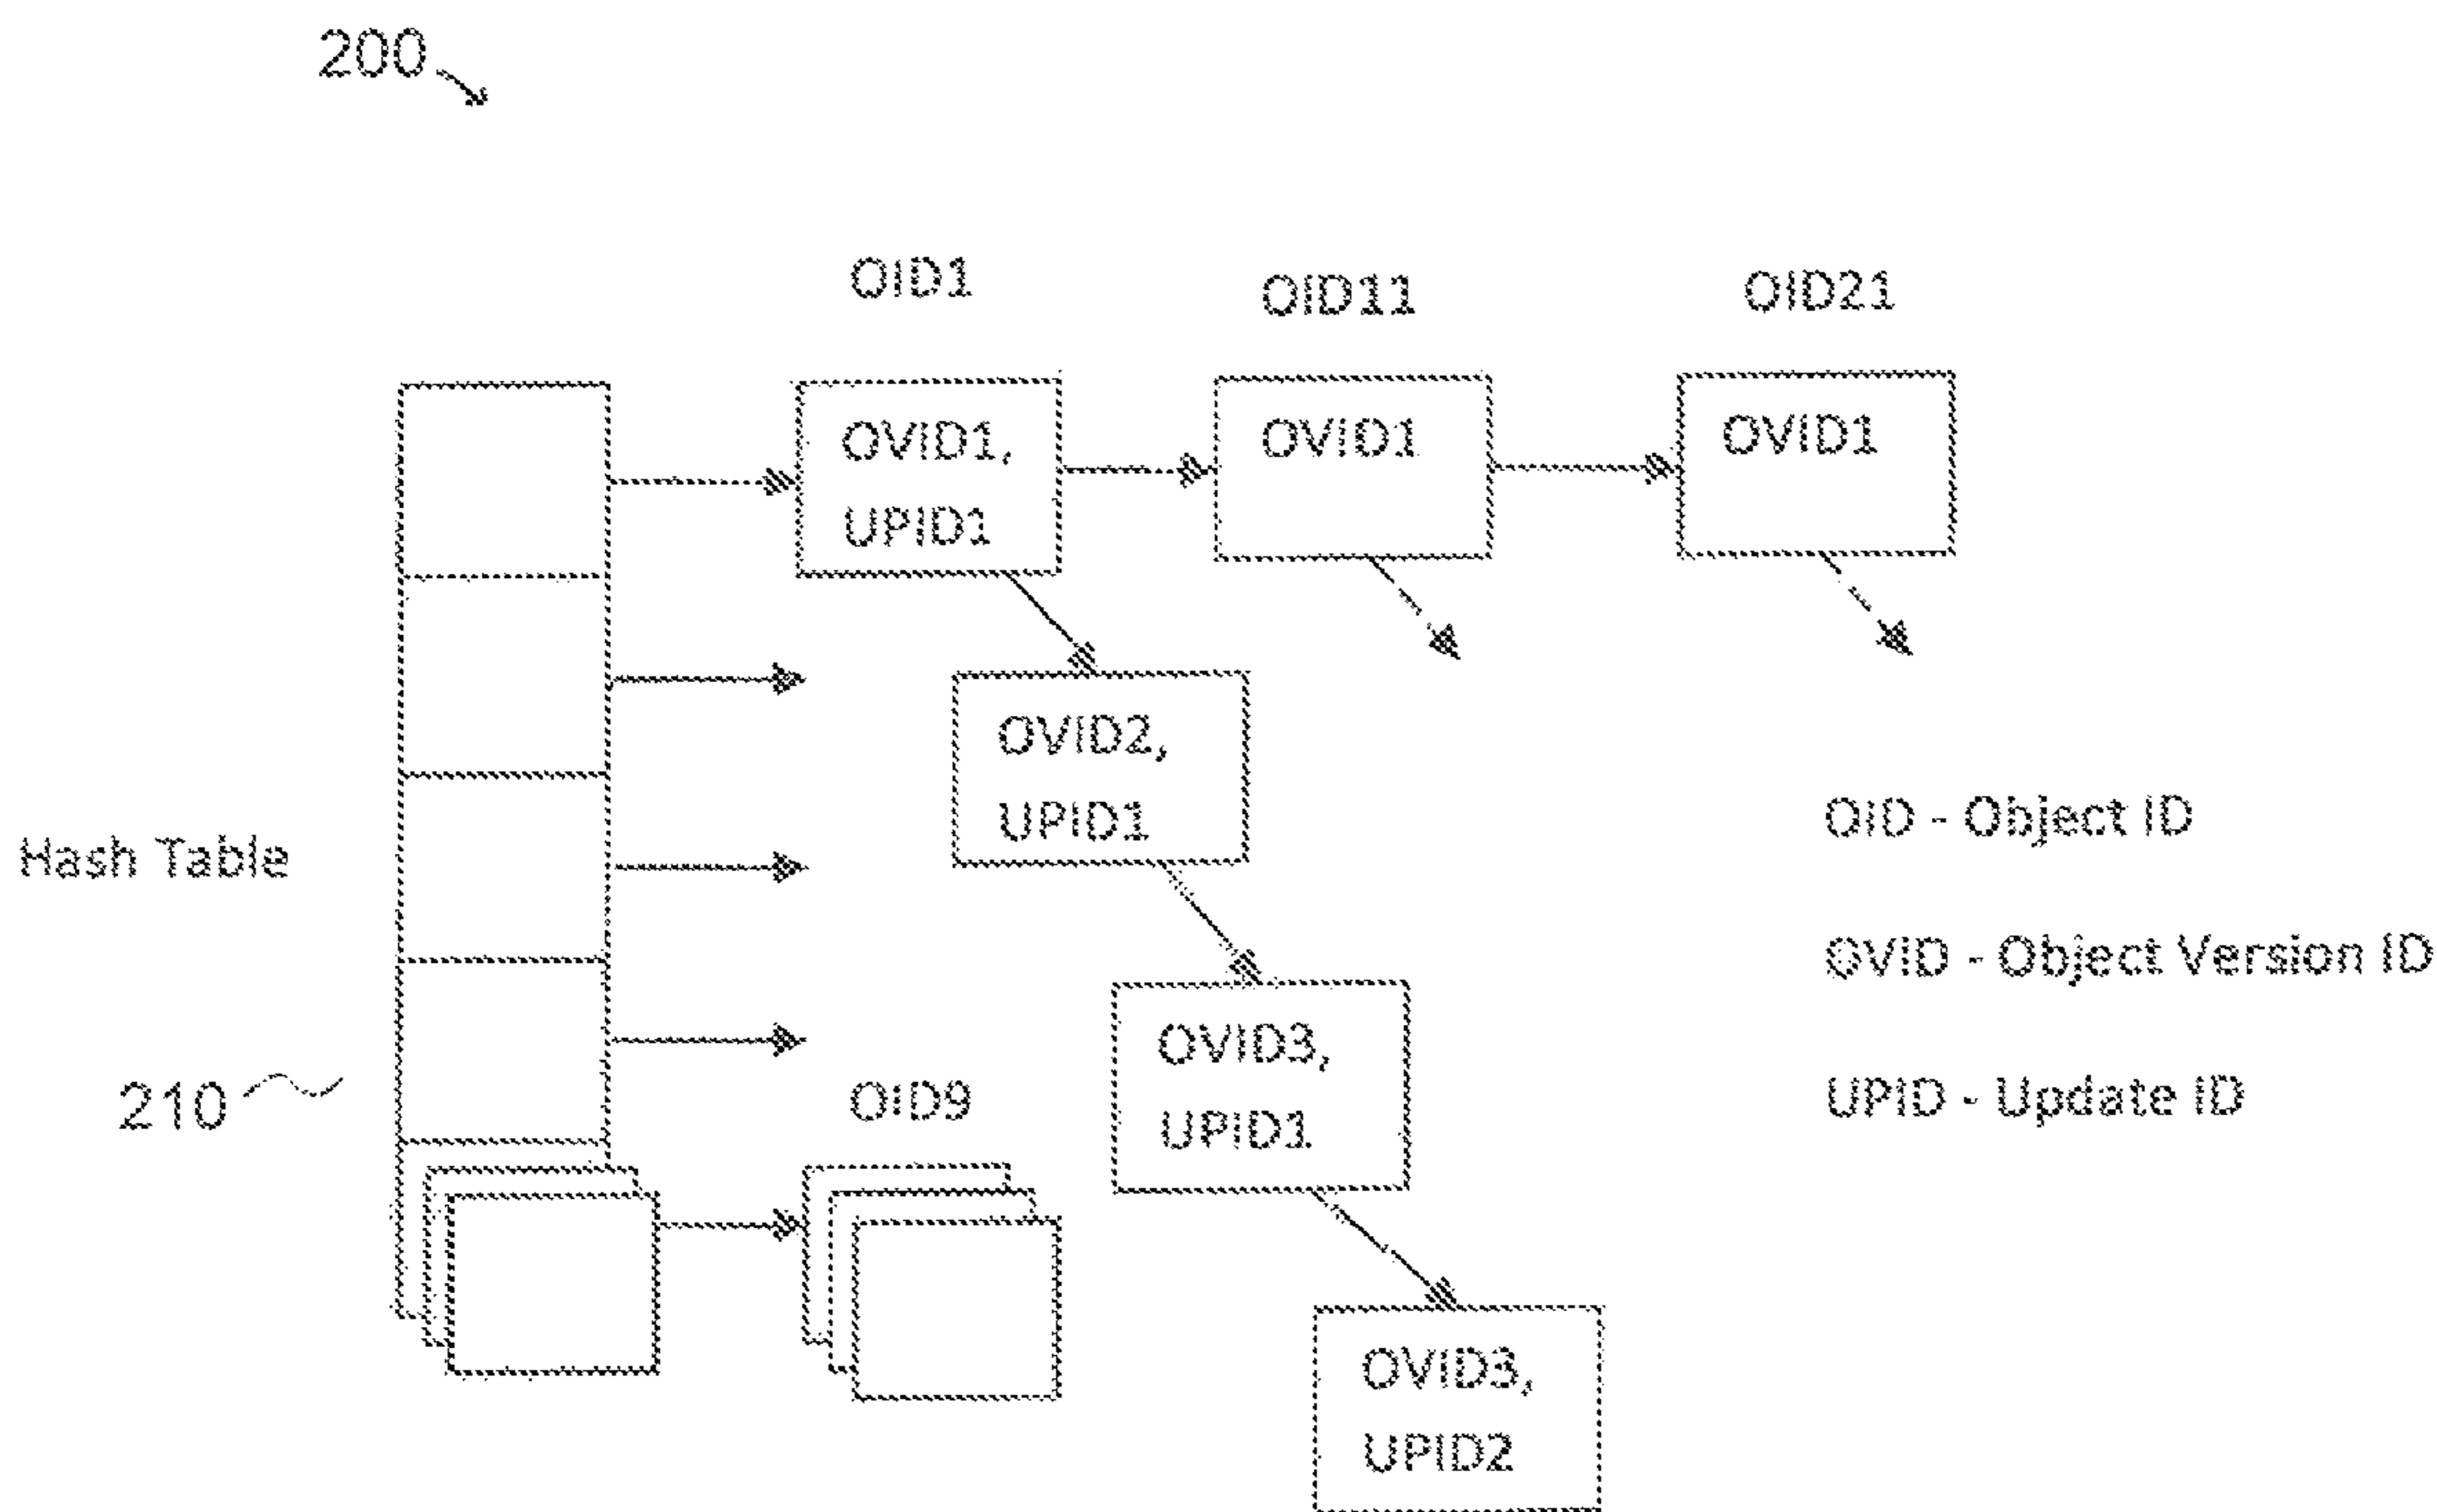 200
OID1
OID11
OID21
OVID1,
UPID1
OVID1
OVID1
OVID2,
UPID1
Hash Table
OID - Object ID
OVID - Object Version ID
OVID3,
UPID1
UPID - Update ID
210
OID9
OVID3,
UPID2